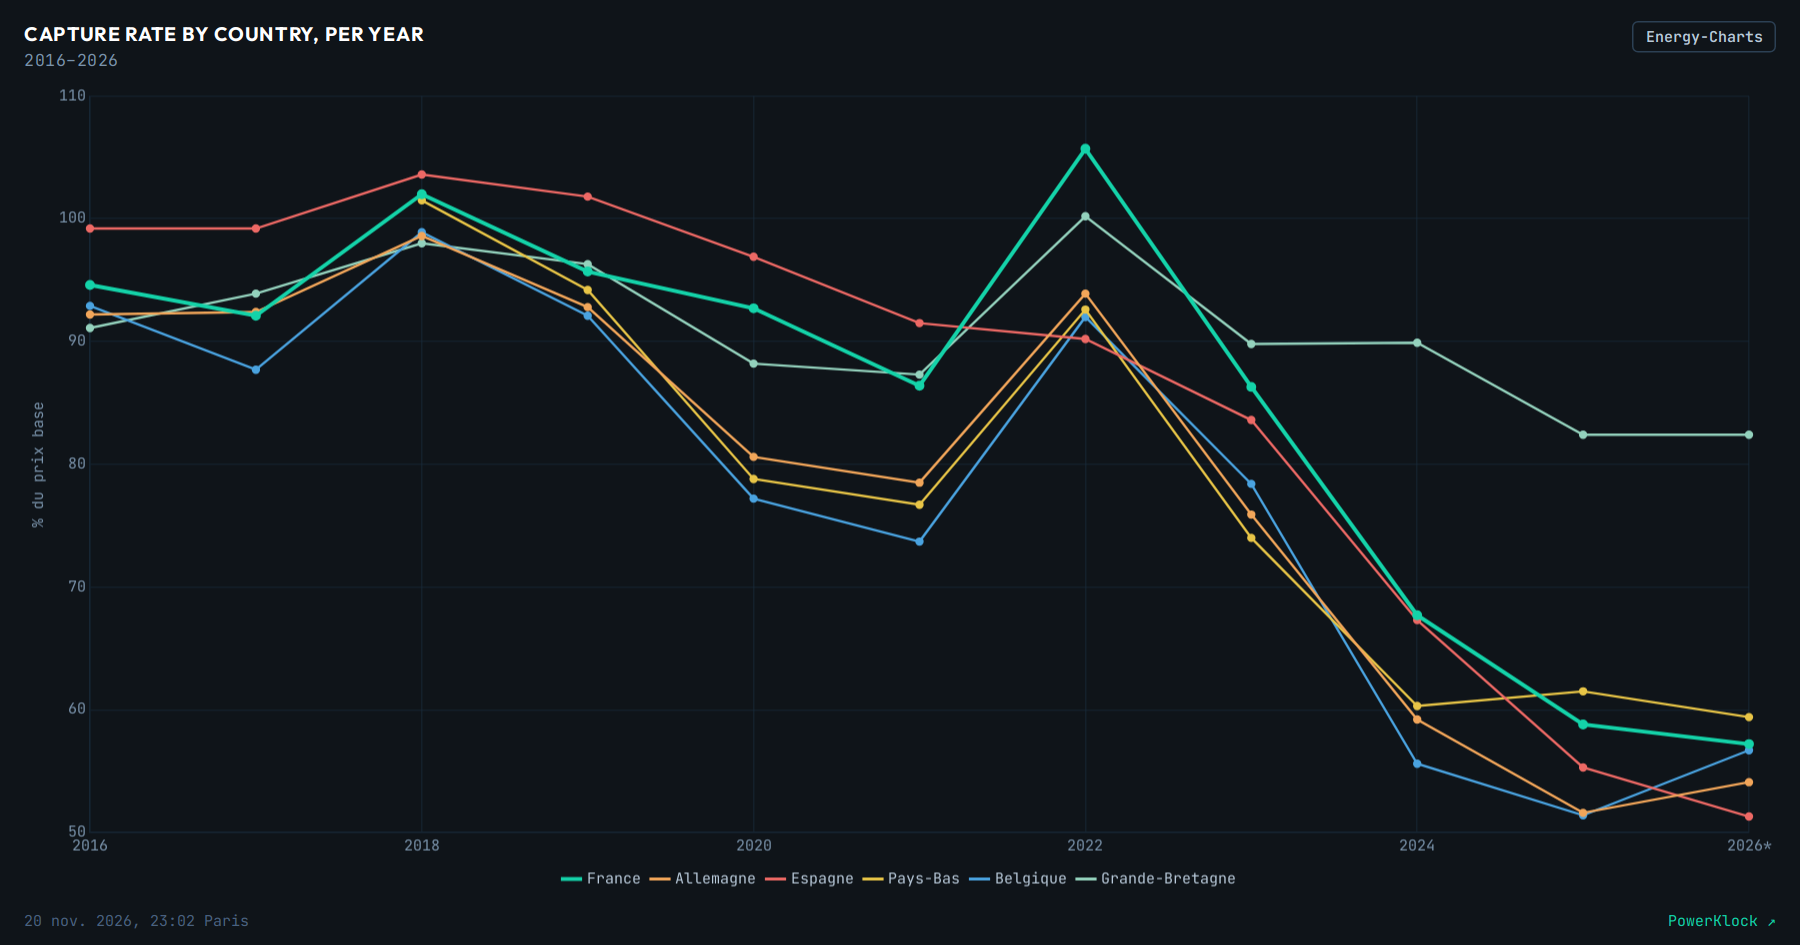 CAPTURE RATE BY COUNTRY, PER YEAR
2016–2026
Energy-Charts
110
100
90
80
70
60
50
% du prix base
2016
2018
2020
2022
2024
2026*
France
Allemagne
Espagne
Pays-Bas
Belgique
Grande-Bretagne
20 nov. 2026, 23:02 Paris
PowerKlock ↗